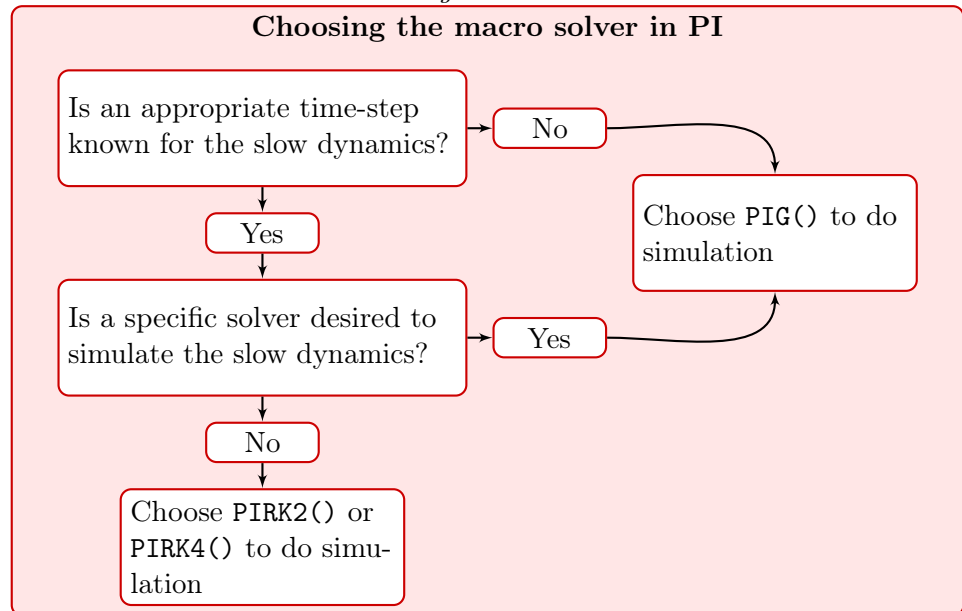 Choosing the macro solver in PI
Is an appropriate time-step
known for the slow dynamics?
No
Choose PIG() to do
simulation
Yes
Is a specific solver desired to
simulate the slow dynamics?
Yes
No
Choose PIRK2() or
PIRK4() to do simu-
lation